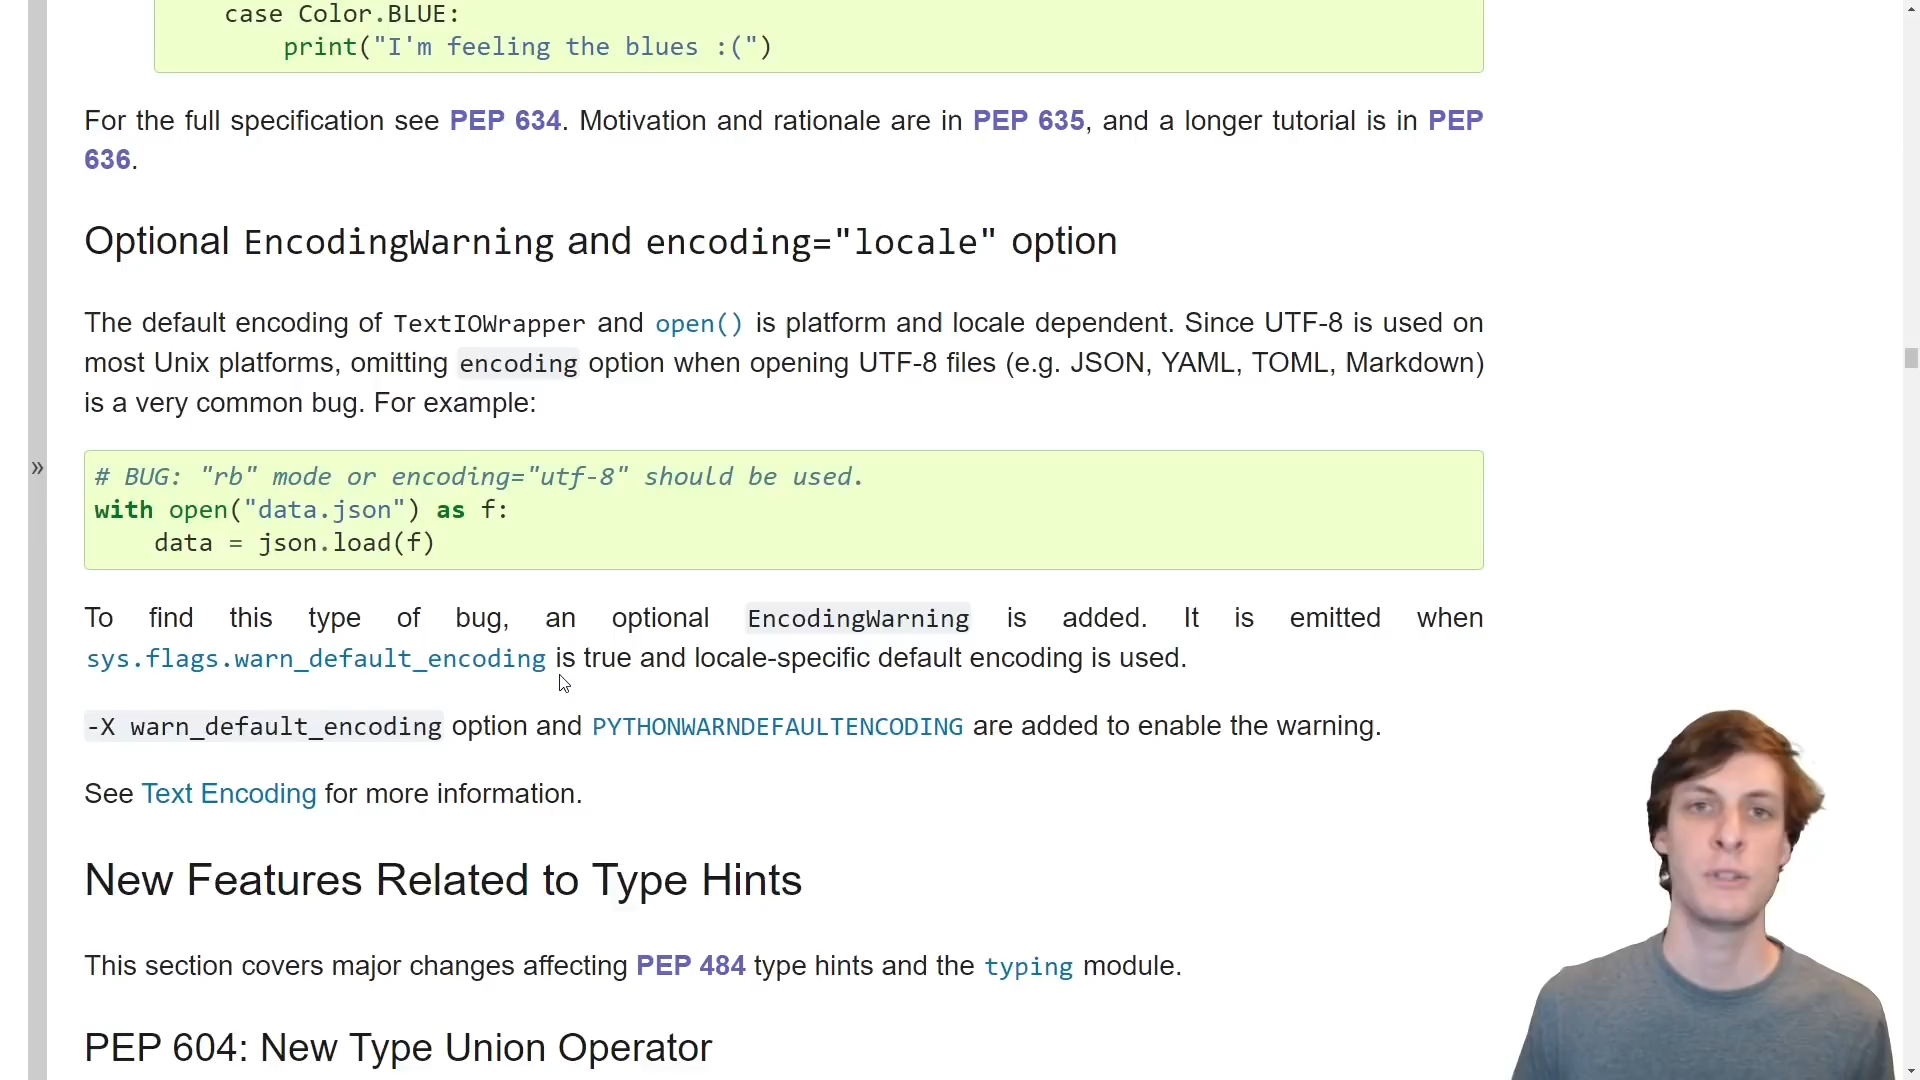 case Color.BLUE:
print("I'm feeling the blues :(")
For the full specification see PEP 634. Motivation and rationale are in PEP 635, and a longer tutorial is in PEP
636.
Optional EncodingWarning and encoding="locale" option
The default encoding of TextIOWrapper and open() is platform and locale dependent. Since UTF-8 is used on
most Unix platforms, omitting encoding option when opening UTF-8 files (e.g. JSON, YAML, TOML, Markdown)
is a very common bug. For example:
# BUG: "rb" mode or encoding="utf-8" should be used.
with open("data.json") as f:
data = json.load(f)
»
To find this type of bug, an optional EncodingWarning is added. It is emitted when
sys.flags.warn_default_encoding is true and locale-specific default encoding is used.
-X warn_default_encoding option and PYTHONWARNDEFAULTENCODING are added to enable the warning.
See Text Encoding for more information.
New Features Related to Type Hints
This section covers major changes affecting PEP 484 type hints and the typing module.
PEP 604: New Type Union Operator